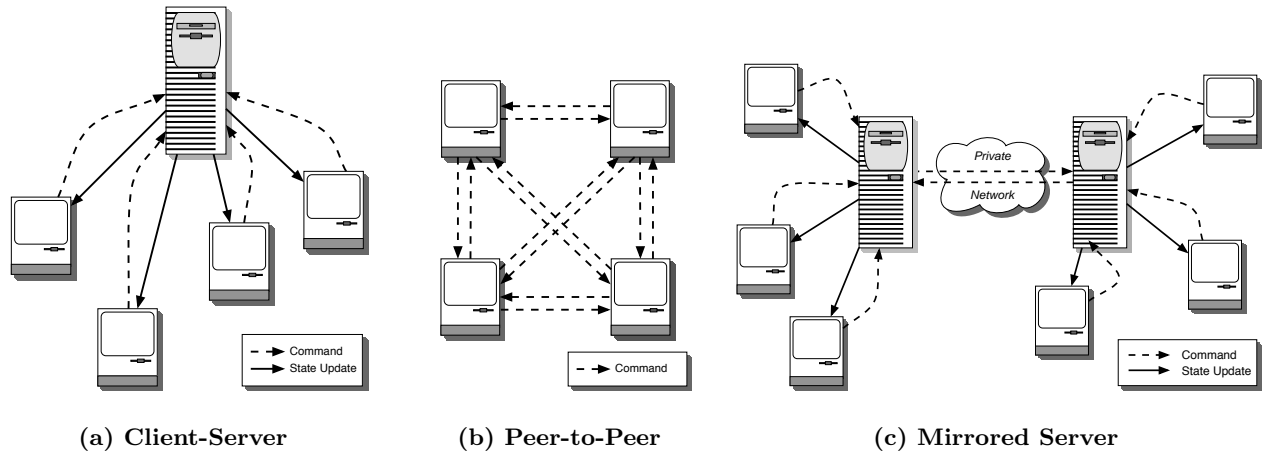 Command
State Update
(a) Client-Server
Command
(b) Peer-to-Peer
Private
Network
Command
State Update
(c) Mirrored Server